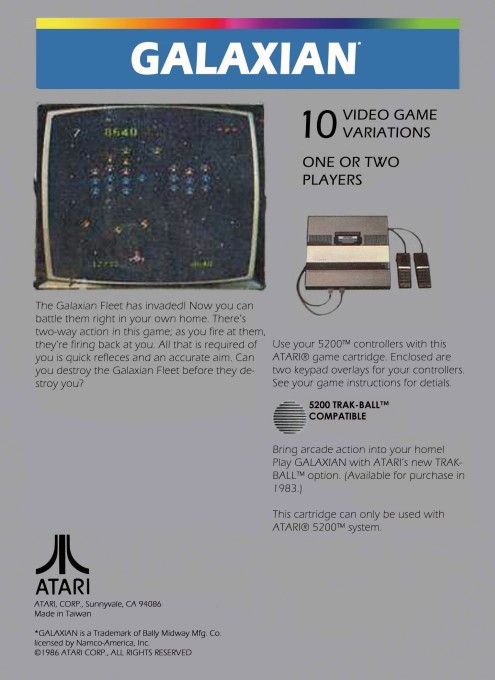 GALAXIAN*
7 8640
10 VIDEO GAME
VARIATIONS
ONE OR TWO
PLAYERS
The Galaxian Fleet has invaded! Now you can
battle them right in your own home. There's
two-way action in this game; as you fire at them,
they're firing back at you. All that is required of
you is quick refleces and an accurate aim. Can
you destroy the Galaxian Fleet before they de-
stroy you?
Use your 5200™ controllers with this
ATARI® game cartridge. Enclosed are
two keypad overlays for your controllers.
See your game instructions for detials.
5200 TRAK-BALL™
COMPATIBLE
Bring arcade action into your home!
Play GALAXIAN with ATARI's new TRAK-
BALL™ option. (Available for purchase in
1983.)
This cartridge can only be used with
ATARI® 5200™ system.
ATARI
ATARI, CORP., Sunnyvale, CA 94086
Made in Taiwan
*GALAXIAN is a Trademark of Bally Midway Mfg. Co.
licensed by Namco-America, Inc.
©1986 ATARI CORP., ALL RIGHTS RESERVED